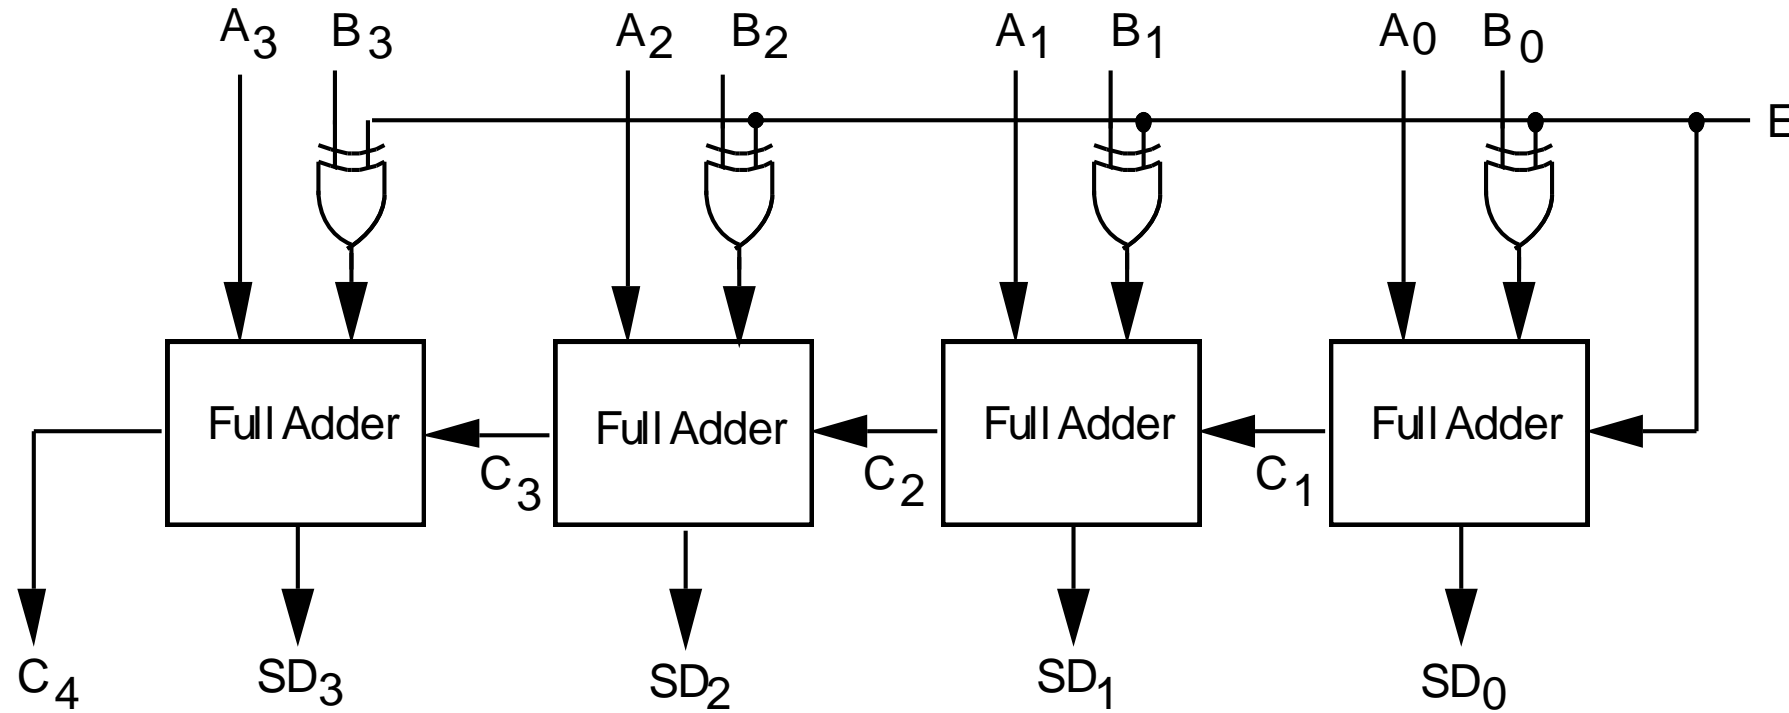 A3 B3 A2 B2 A1 B1 A0 B0
E
Full Adder Full Adder Full Adder Full Adder
C3 C2 C1
C4 SD3 SD2 SD1 SD0